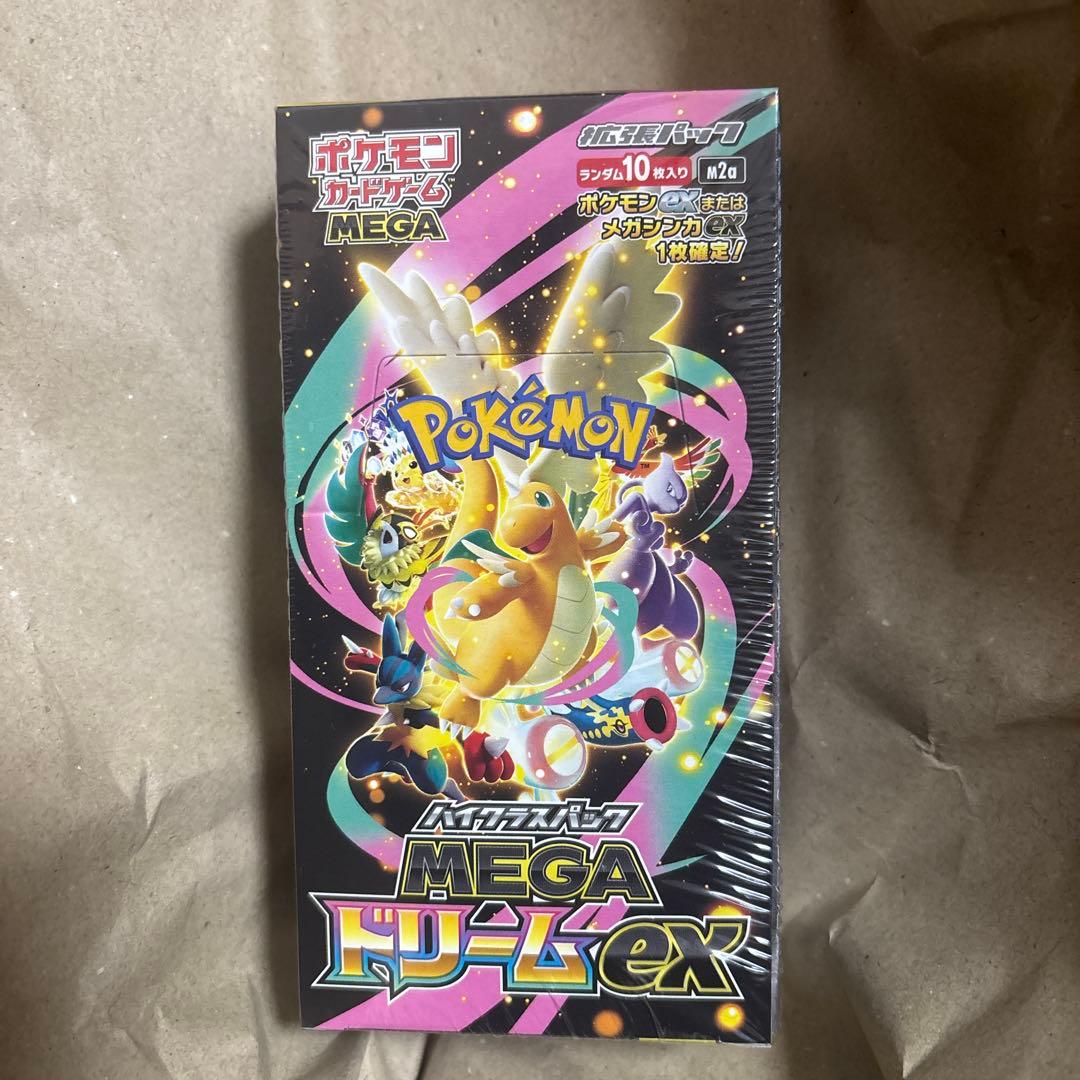 ポケモン
カードゲーム™
MEGA
拡張パック
ランダム10枚入り M2a
ポケモンexまたは
メガシンカex
1枚確定!
POKéMON™
ハイクラスパック
MEGA
ドリームex